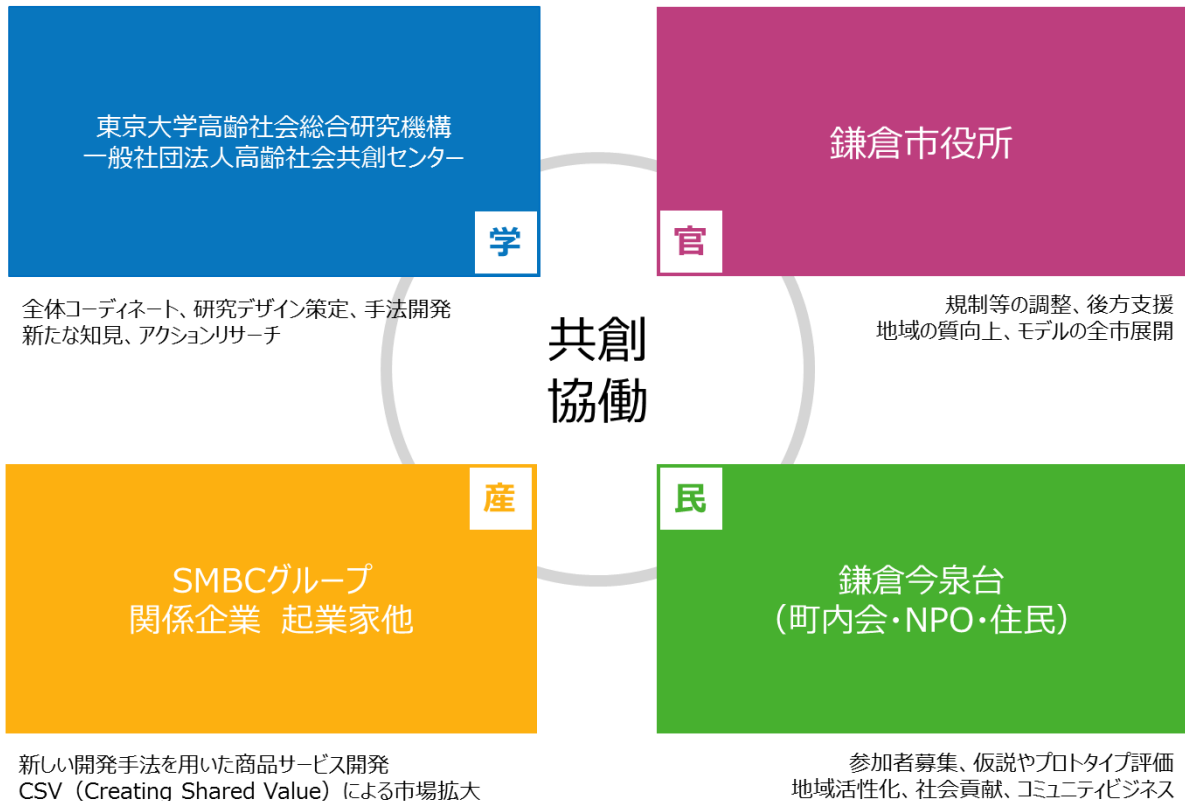 東京大学高齢社会総合研究機構
一般社団法人高齢社会共創センター
学
全体コーディネート、研究デザイン策定、手法開発
新たな知見、アクションリサーチ
鎌倉市役所
官
規制等の調整、後方支援
地域の質向上、モデルの全市展開
共創
協働
産
SMBCグループ
関係企業 起業家他
新しい開発手法を用いた商品サービス開発
CSV（Creating Shared Value）による市場拡大
民
鎌倉今泉台
（町内会・NPO・住民）
参加者募集、仮説やプロトタイプ評価
地域活性化、社会貢献、コミュニティビジネス